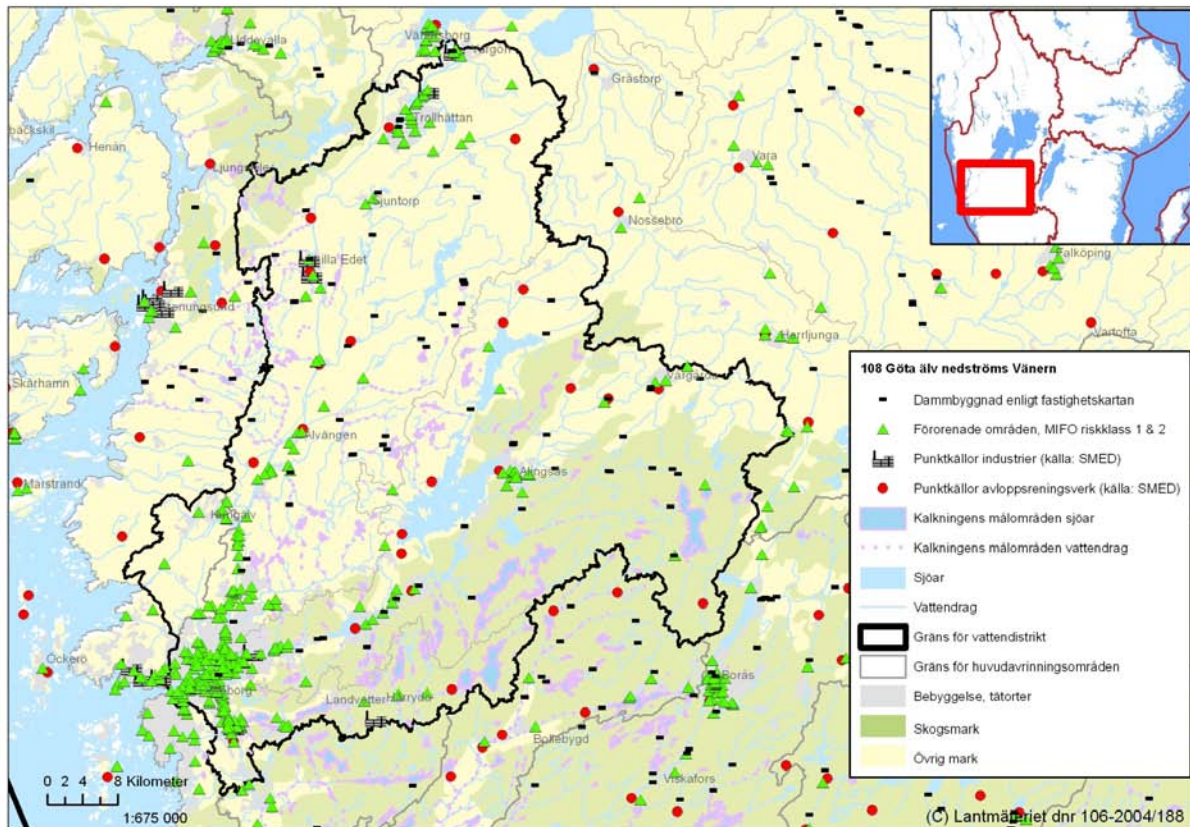 Uddevalla
Vänersborg
Vargön
Grästorp
Trollhättan
bäckskil
Henån
Ljungskile
Vara
Sjuntorp
Nossebro
Lilla Edet
Falköping
Stenungsund
Herrljunga
Vartofta
Skärhamn
Vårgårda
Älvängen
Alingsås
Marstrand
Kungälv
Öckerö
Göteborg
Borås
Landvetter
Härryda
Bollebygd
Viskafors
108 Göta älv nedströms Vänern
Dammbyggnad enligt fastighetskartan
Förorenade områden, MIFO riskklass 1 & 2
Punktkällor industrier (källa: SMED)
Punktkällor avloppsreningsverk (källa: SMED)
Kalkningens målområden sjöar
Kalkningens målområden vattendrag
Sjöar
Vattendrag
Gräns för vattendistrikt
Gräns för huvudavrinningsområden
Bebyggelse, tätorter
Skogsmark
Övrig mark
0 2 4 8 Kilometer
1:675 000
(C) Lantmäteriet dnr 106-2004/188